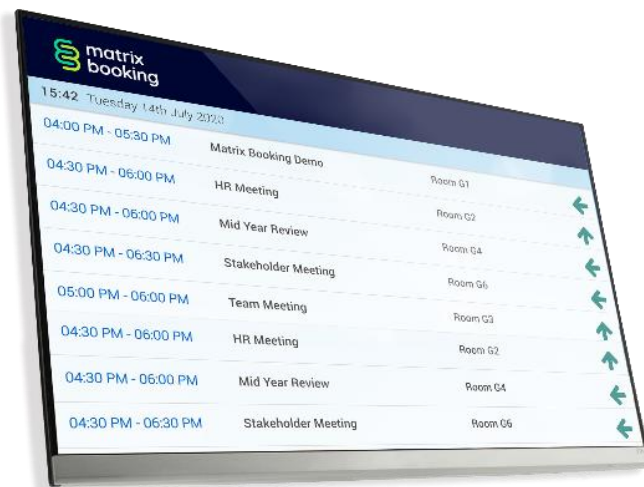 matrix
booking
15:42 Tuesday 14th July 2020
04:00 PM - 05:30 PM Matrix Booking Demo Room G1
04:30 PM - 06:00 PM HR Meeting Room G2
04:30 PM - 06:00 PM Mid Year Review Room G4
04:30 PM - 06:30 PM Stakeholder Meeting Room G6
05:00 PM - 06:00 PM Team Meeting Room G3
04:30 PM - 06:00 PM HR Meeting Room G2
04:30 PM - 06:00 PM Mid Year Review Room G4
04:30 PM - 06:30 PM Stakeholder Meeting Room G6